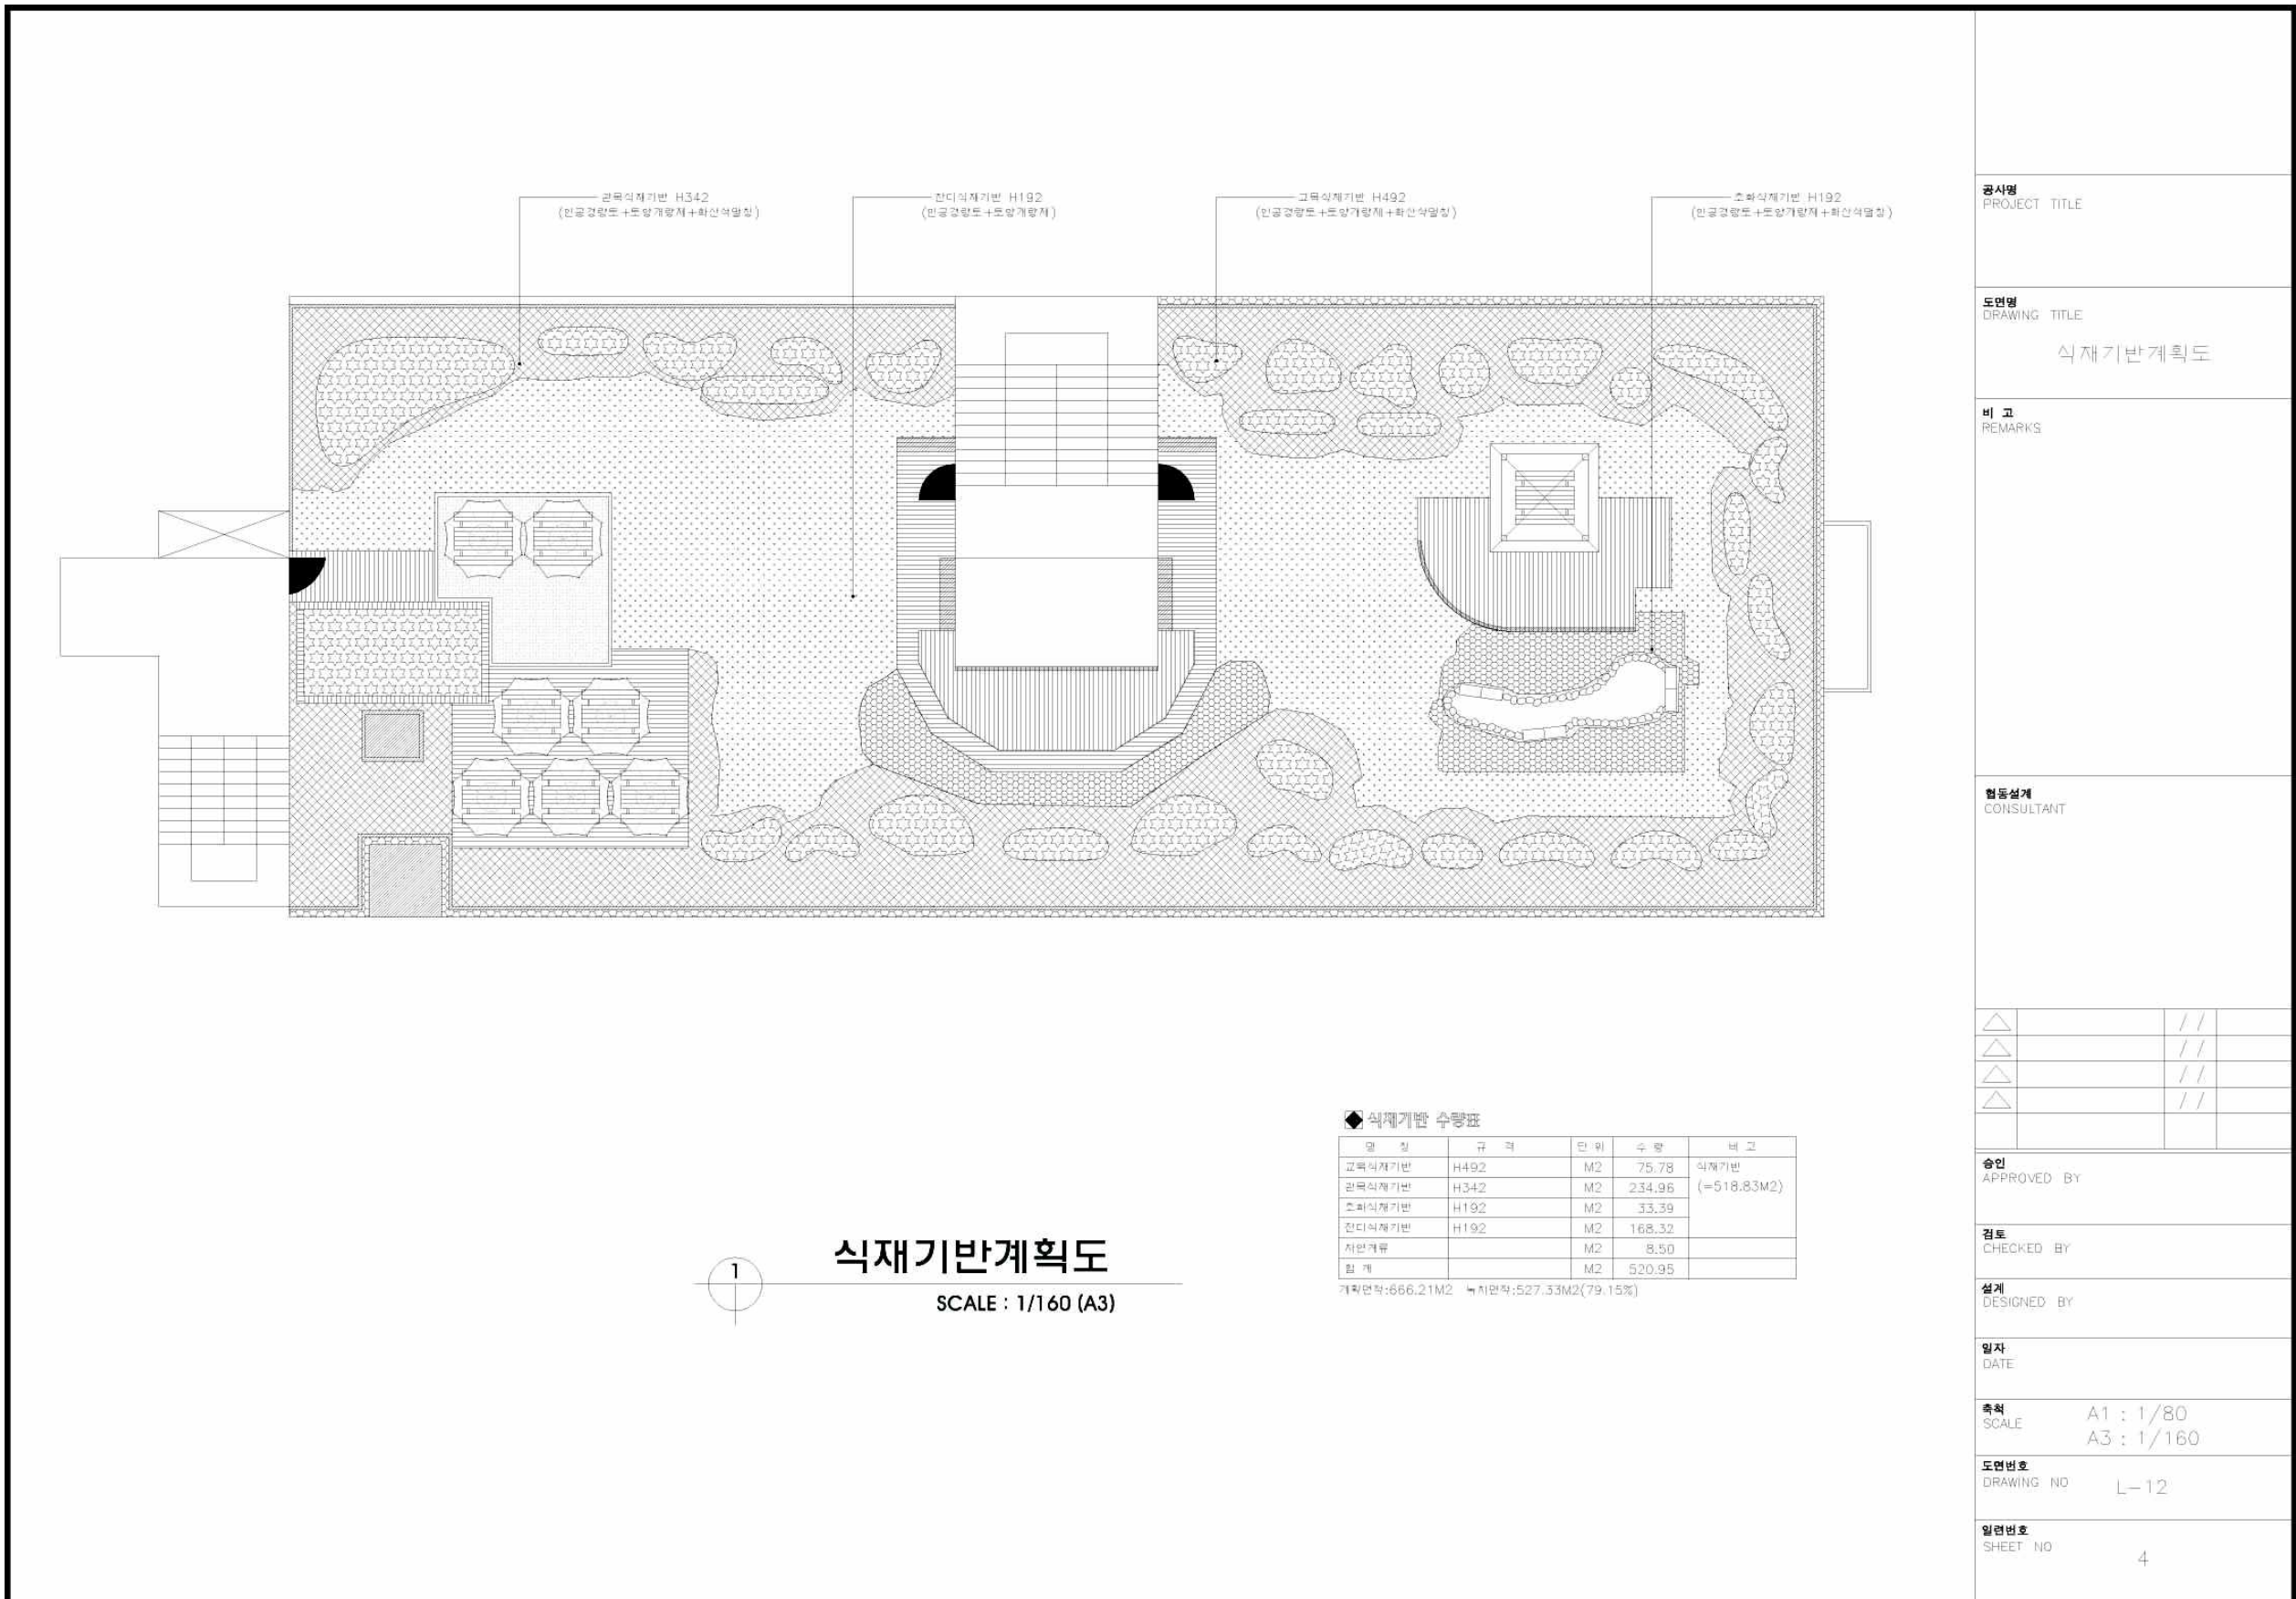 관목식재기반 H342
(인공경량토+토양개량제+화산석멀칭)
잔디식재기반 H192
(인공경량토+토양개량제)
교목식재기반 H492
(인공경량토+토양개량제+화산석멀칭)
초화식재기반 H192
(인공경량토+토양개량제+화산석멀칭)
식재기반 수량표
명 칭 규 격 단 위 수 량 비 고
교목식재기반 H492 M2 75.78 식재기반
관목식재기반 H342 M2 234.96 (=518.83M2)
초화식재기반 H192 M2 33.39
잔디식재기반 H192 M2 168.32
자연계류 M2 8.50
합 계 M2 520.95
계획면적:666.21M2 녹지면적:527.33M2(79.15%)
1
식재기반계획도
SCALE : 1/160 (A3)
공사명
PROJECT TITLE
도면명
DRAWING TITLE
식재기반계획도
비 고
REMARKS
협동설계
CONSULTANT
/ /
/ /
/ /
/ /
승인
APPROVED BY
검토
CHECKED BY
설계
DESIGNED BY
일자
DATE
축척
SCALE
A1 : 1/80
A3 : 1/160
도면번호
DRAWING NO
L-12
일련번호
SHEET NO
4